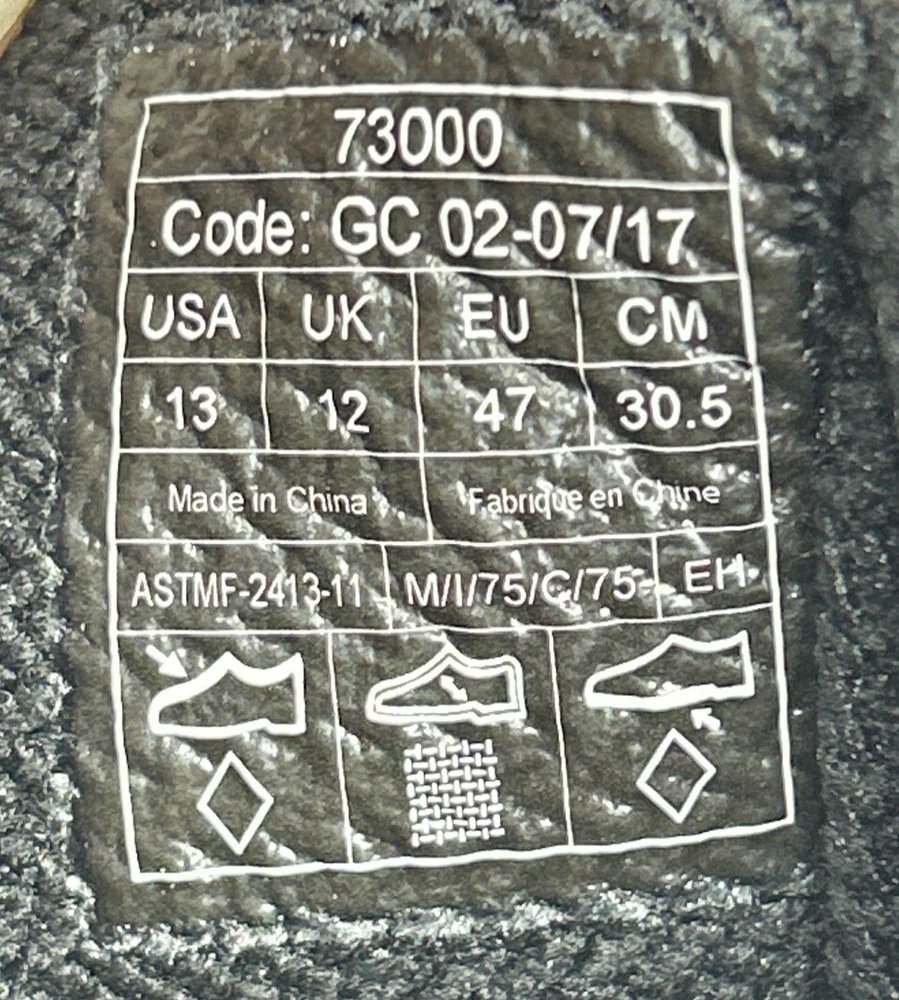 73000
Code: GC 02-07/17
USA UK EU CM
13 12 47 30.5
Made in China Fabrique en Chine
ASTMF-2413-11 M/I/75/C/75- EH